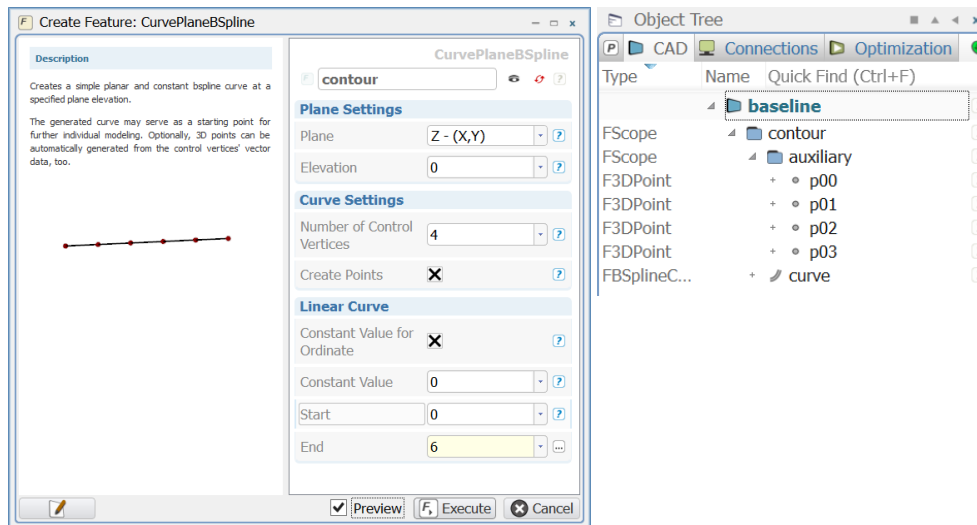 Create Feature: CurvePlaneBSpline
Description
Creates a simple planar and constant bspline curve at a
specified plane elevation.
The generated curve may serve as a starting point for
further individual modeling. Optionally, 3D points can be
automatically generated from the control vertices' vector
data, too.
CurvePlaneBSpline
contour
Plane Settings
Plane Z - (X,Y)
Elevation 0
Curve Settings
Number of Control
Vertices 4
Create Points
Linear Curve
Constant Value for
Ordinate
Constant Value 0
Start 0
End 6
Preview Execute Cancel
Object Tree
CAD Connections Optimization
Type Name Quick Find (Ctrl+F)
baseline
FScope contour
FScope auxiliary
F3DPoint p00
F3DPoint p01
F3DPoint p02
F3DPoint p03
FBSplineC... curve